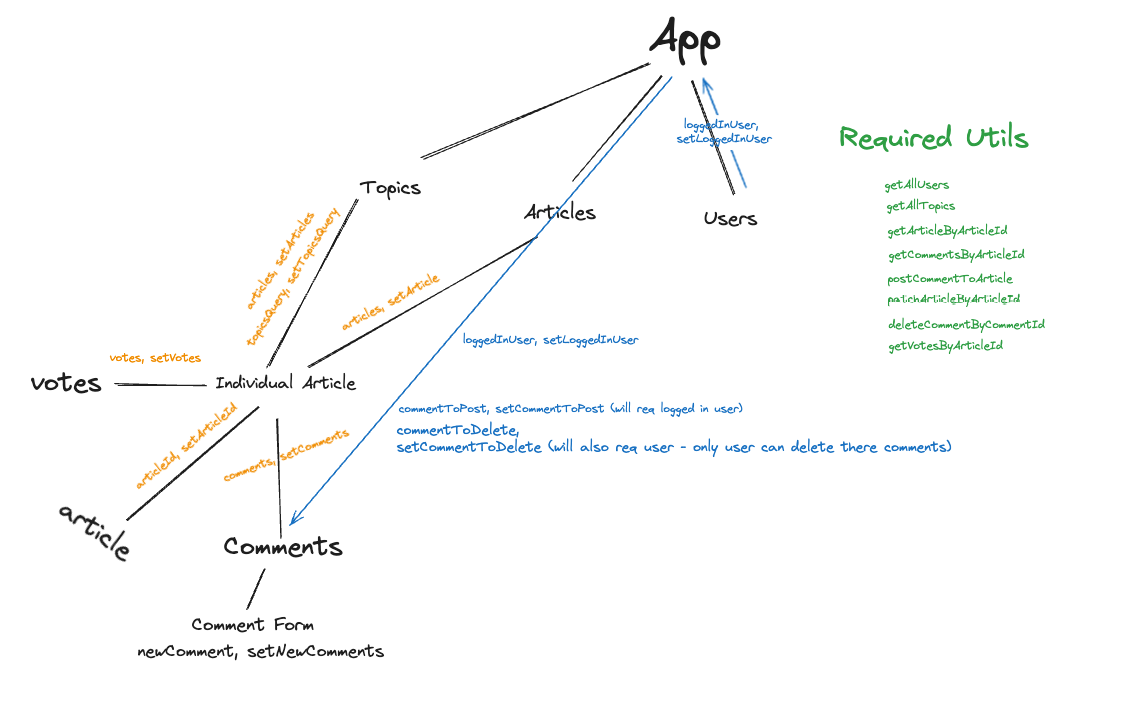 App
loggedInUser,
setLoggedInUser
Required Utils
Topics
Articles
Users
getAllUsers
getAllTopics
getArticleByArticleId
getCommentsByArticleId
postCommentToArticle
patchArticleByArticleId
deleteCommentByCommentId
getVotesByArticleId
articles, setArticles
topicsQuery, setTopicsQuery
articles, setArticle
loggedInUser, setLoggedInUser
votes, setVotes
votes
Individual Article
commentToPost, setCommentToPost (will req logged in user)
commentToDelete,
setCommentToDelete (will also req user - only user can delete there comments)
articleId, setArticleId
comments, setComments
article
Comments
Comment Form
newComment, setNewComments